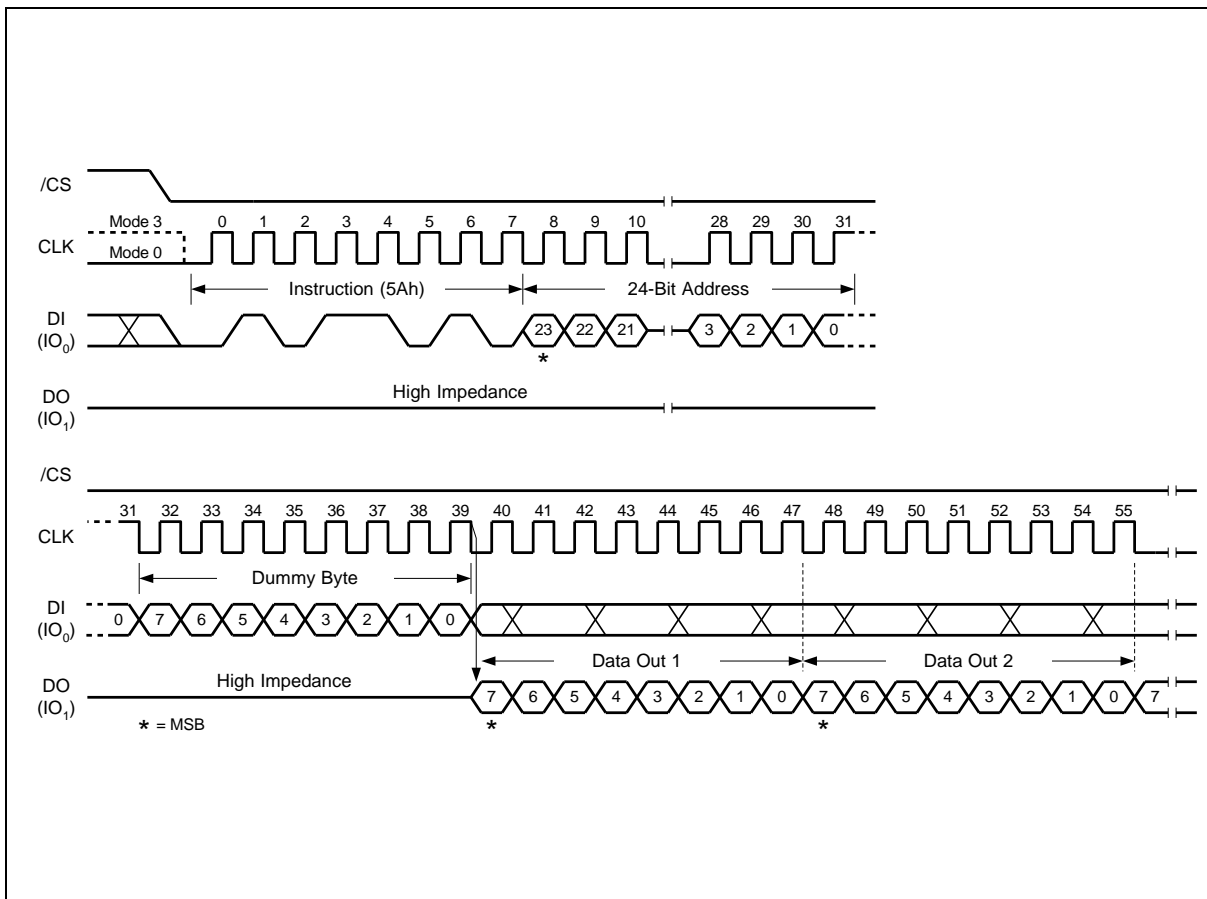 /CS
Mode 3 0 1 2 3 4 5 6 7 8 9 10 28 29 30 31
CLK
Mode 0
Instruction (5Ah) 24-Bit Address
DI
(IO0)
23 22 21 3 2 1 0
*
High Impedance
DO
(IO1)
/CS
31 32 33 34 35 36 37 38 39 40 41 42 43 44 45 46 47 48 49 50 51 52 53 54 55
CLK
Dummy Byte
DI
(IO0)
0 7 6 5 4 3 2 1 0
Data Out 1 Data Out 2
High Impedance
DO
(IO1)
7 6 5 4 3 2 1 0 7 6 5 4 3 2 1 0 7
* = MSB * *